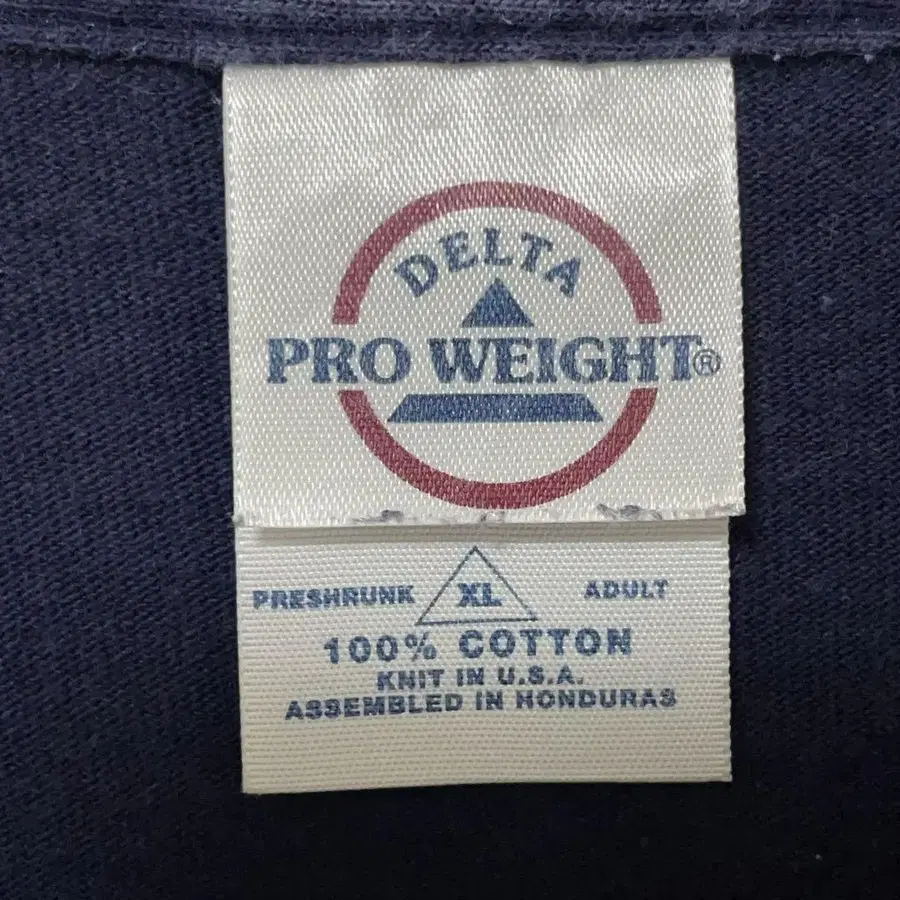 DELTA
PRO WEIGHT®
PRESHRUNK XL ADULT
100% COTTON
KNIT IN U.S.A.
ASSEMBLED IN HONDURAS